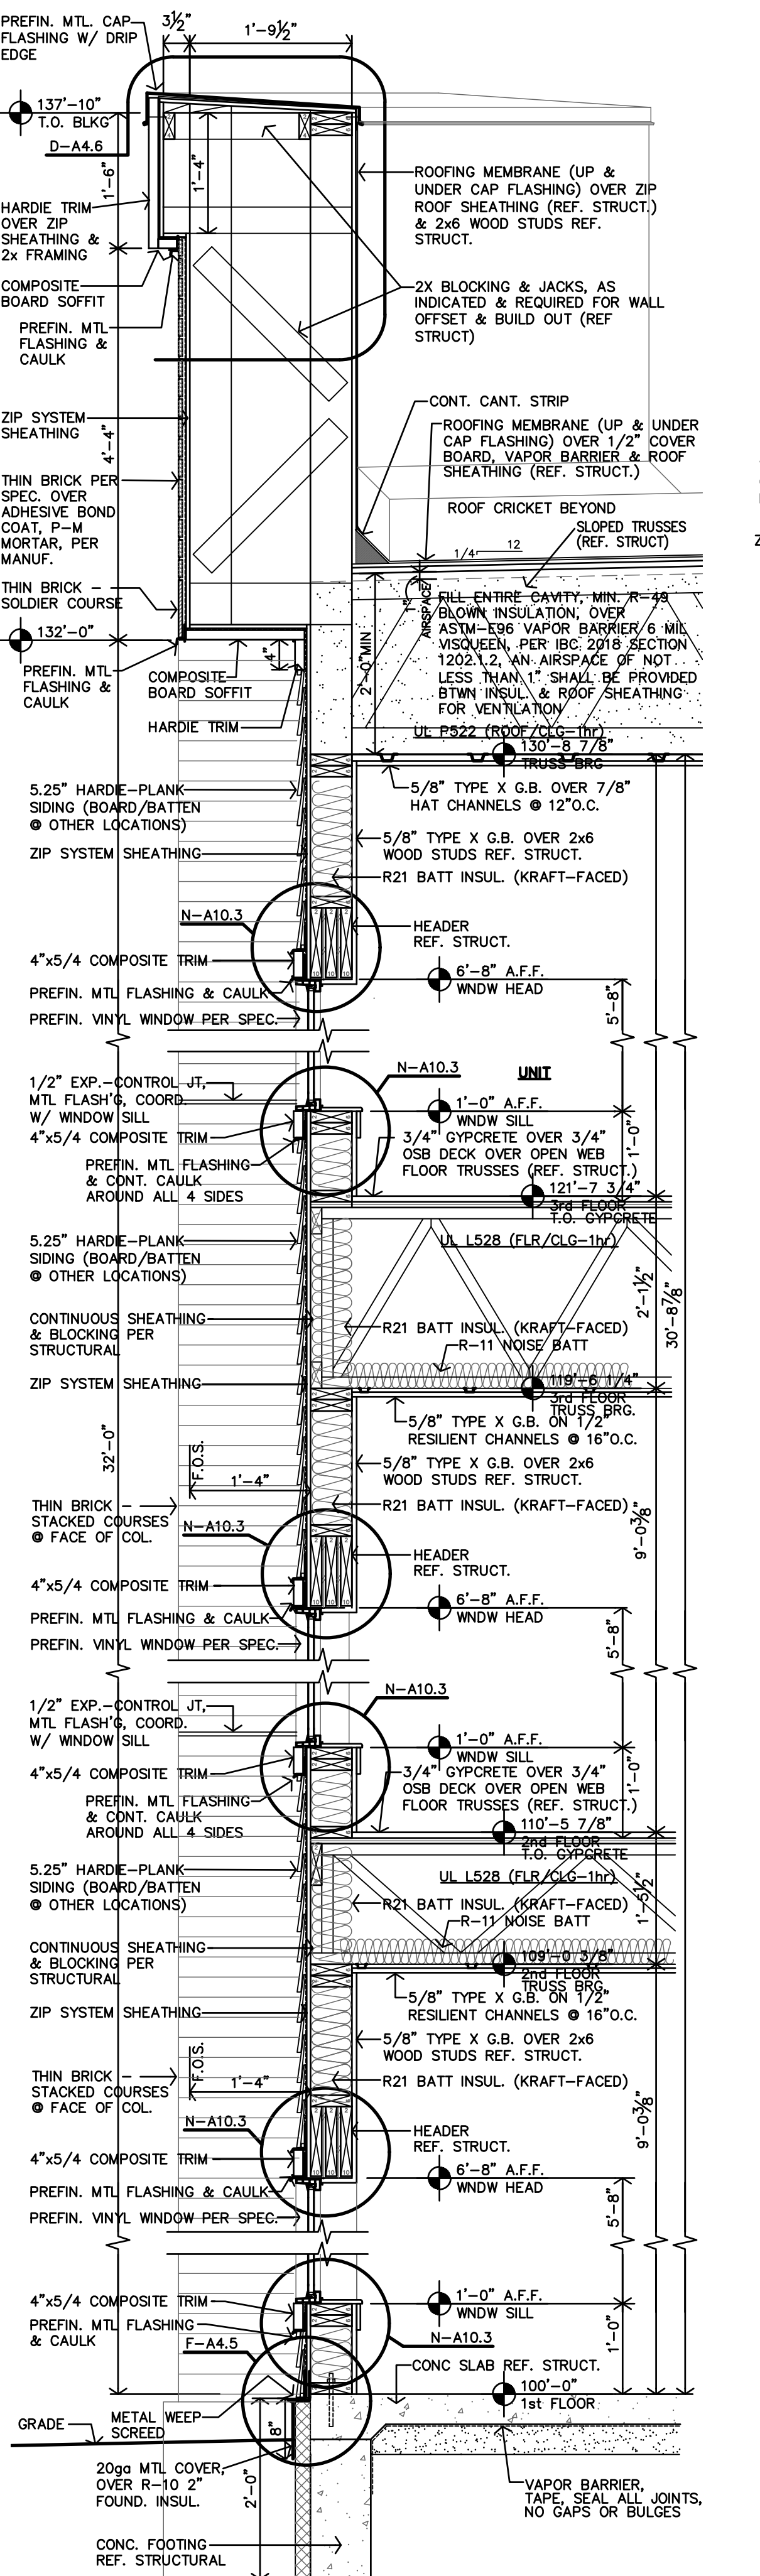 PREFIN. MTL. CAP
FLASHING W/ DRIP
EDGE
3½"
1'-9½"
137'-10"
T.O. BLKG
D-A4.6
1'-6"
1'-4"
HARDIE TRIM
OVER ZIP
SHEATHING &
2x FRAMING
COMPOSITE
BOARD SOFFIT
PREFIN. MTL
FLASHING &
CAULK
ROOFING MEMBRANE (UP &
UNDER CAP FLASHING) OVER ZIP
ROOF SHEATHING (REF. STRUCT.)
& 2x6 WOOD STUDS REF.
STRUCT.
2X BLOCKING & JACKS, AS
INDICATED & REQUIRED FOR WALL
OFFSET & BUILD OUT (REF
STRUCT)
CONT. CANT. STRIP
ROOFING MEMBRANE (UP & UNDER
CAP FLASHING) OVER 1/2" COVER
BOARD, VAPOR BARRIER & ROOF
SHEATHING (REF. STRUCT.)
ZIP SYSTEM
SHEATHING
4'-4"
THIN BRICK PER
SPEC. OVER
ADHESIVE BOND
COAT, P-M
MORTAR, PER
MANUF.
ROOF CRICKET BEYOND
SLOPED TRUSSES
(REF. STRUCT)
12
1/4
Z
THIN BRICK -
SOLDIER COURSE
132'-0"
PREFIN. MTL
FLASHING &
CAULK
COMPOSITE
BOARD SOFFIT
4"
HARDIE TRIM
2'-0"MIN
1"
AIRSPACE
FILL ENTIRE CAVITY, MIN. R-49
BLOWN INSULATION, OVER
ASTM-E96 VAPOR BARRIER 6 MIL
VISQUEEN, PER IBC 2018 SECTION
1202.1.2, AN AIRSPACE OF NOT
LESS THAN 1" SHALL BE PROVIDED
BTWN INSUL. & ROOF SHEATHING
FOR VENTILATION
UL P522 (ROOF/CLG-1hr)
130'-8 7/8"
TRUSS BRG
5.25" HARDIE-PLANK
SIDING (BOARD/BATTEN
@ OTHER LOCATIONS)
ZIP SYSTEM SHEATHING
5/8" TYPE X G.B. OVER 7/8"
HAT CHANNELS @ 12"O.C.
5/8" TYPE X G.B. OVER 2x6
WOOD STUDS REF. STRUCT.
R21 BATT INSUL. (KRAFT-FACED)
N-A10.3
HEADER
REF. STRUCT.
4"x5/4 COMPOSITE TRIM
PREFIN. MTL FLASHING & CAULK
PREFIN. VINYL WINDOW PER SPEC.
6'-8" A.F.F.
WNDW HEAD
5'-8"
N-A10.3
UNIT
1/2" EXP.-CONTROL JT,
MTL FLASH'G, COORD.
W/ WINDOW SILL
4"x5/4 COMPOSITE TRIM
PREFIN. MTL FLASHING
& CONT. CAULK
AROUND ALL 4 SIDES
1'-0" A.F.F.
WNDW SILL
1'-0"
3/4" GYPCRETE OVER 3/4"
OSB DECK OVER OPEN WEB
FLOOR TRUSSES (REF. STRUCT.)
121'-7 3/4"
3rd FLOOR
T.O. GYPCRETE
5.25" HARDIE-PLANK
SIDING (BOARD/BATTEN
@ OTHER LOCATIONS)
UL L528 (FLR/CLG-1hr)
2'-1½"
30'-8⅞"
CONTINUOUS SHEATHING
& BLOCKING PER
STRUCTURAL
R21 BATT INSUL. (KRAFT-FACED)
R-11 NOISE BATT
ZIP SYSTEM SHEATHING
119'-6 1/4"
3rd FLOOR
TRUSS BRG.
5/8" TYPE X G.B. ON 1/2"
RESILIENT CHANNELS @ 16"O.C.
32'-0"
F.O.S.
1'-4"
5/8" TYPE X G.B. OVER 2x6
WOOD STUDS REF. STRUCT.
THIN BRICK -
STACKED COURSES
@ FACE OF COL.
R21 BATT INSUL. (KRAFT-FACED)
9'-0⅜"
N-A10.3
HEADER
REF. STRUCT.
4"x5/4 COMPOSITE TRIM
PREFIN. MTL FLASHING & CAULK
PREFIN. VINYL WINDOW PER SPEC.
6'-8" A.F.F.
WNDW HEAD
5'-8"
N-A10.3
1/2" EXP.-CONTROL JT,
MTL FLASH'G, COORD.
W/ WINDOW SILL
4"x5/4 COMPOSITE TRIM
PREFIN. MTL FLASHING
& CONT. CAULK
AROUND ALL 4 SIDES
1'-0" A.F.F.
WNDW SILL
1'-0"
3/4" GYPCRETE OVER 3/4"
OSB DECK OVER OPEN WEB
FLOOR TRUSSES (REF. STRUCT.)
110'-5 7/8"
2nd FLOOR
T.O. GYPCRETE
5.25" HARDIE-PLANK
SIDING (BOARD/BATTEN
@ OTHER LOCATIONS)
UL L528 (FLR/CLG-1hr)
R21 BATT INSUL. (KRAFT-FACED)
1'-5½"
R-11 NOISE BATT
CONTINUOUS SHEATHING
& BLOCKING PER
STRUCTURAL
109'-0 3/8"
2nd FLOOR
TRUSS BRG
ZIP SYSTEM SHEATHING
5/8" TYPE X G.B. ON 1/2"
RESILIENT CHANNELS @ 16"O.C.
F.O.S.
1'-4"
5/8" TYPE X G.B. OVER 2x6
WOOD STUDS REF. STRUCT.
THIN BRICK -
STACKED COURSES
@ FACE OF COL.
R21 BATT INSUL. (KRAFT-FACED)
9'-0⅜"
N-A10.3
HEADER
REF. STRUCT.
4"x5/4 COMPOSITE TRIM
PREFIN. MTL FLASHING & CAULK
PREFIN. VINYL WINDOW PER SPEC.
6'-8" A.F.F.
WNDW HEAD
5'-8"
4"x5/4 COMPOSITE TRIM
PREFIN. MTL FLASHING
& CAULK
1'-0" A.F.F.
WNDW SILL
1'-0"
F-A4.5
N-A10.3
CONC SLAB REF. STRUCT.
100'-0"
1st FLOOR
GRADE
METAL WEEP
SCREED
8"
20ga MTL COVER,
OVER R-10 2"
FOUND. INSUL.
2'-0"
VAPOR BARRIER,
TAPE, SEAL ALL JOINTS,
NO GAPS OR BULGES
CONC. FOOTING
REF. STRUCTURAL